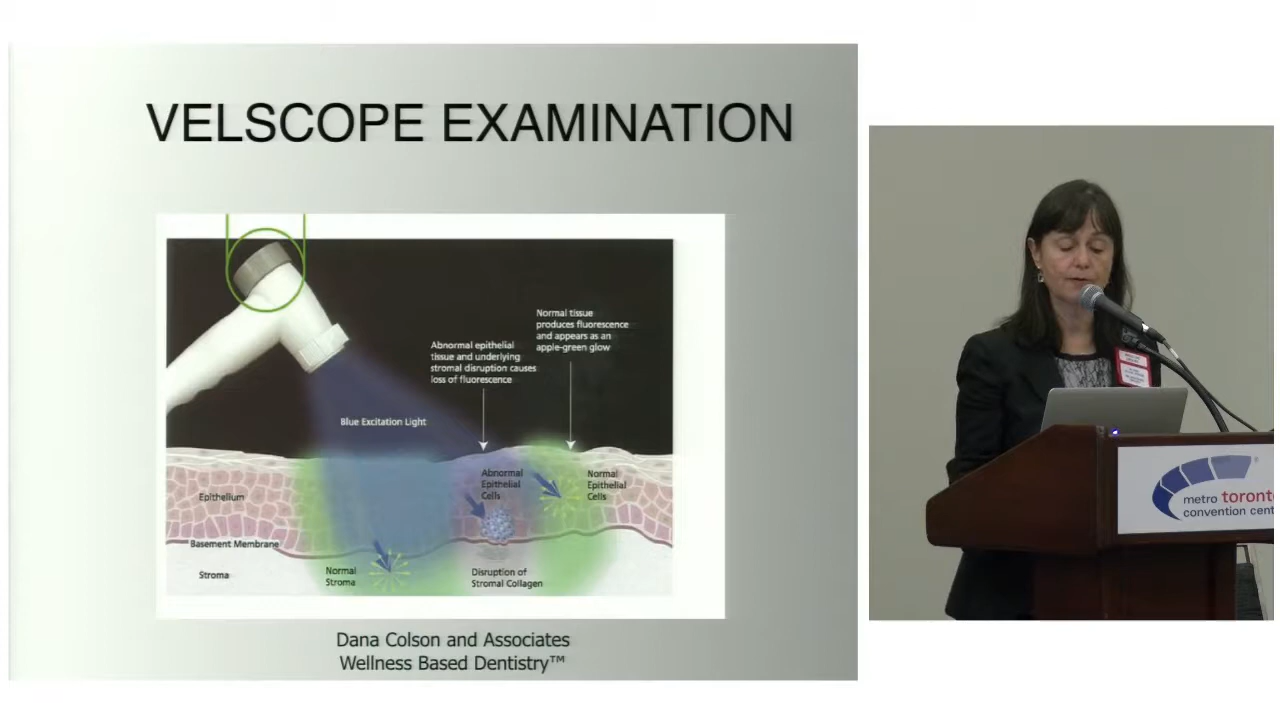 VELSCOPE EXAMINATION
Normal tissue
produces fluorescence
and appears as an
apple-green glow
Abnormal epithelial
tissue and underlying
stromal disruption causes
loss of fluorescence
Blue Excitation Light
Abnormal
Epithelial
Cells
Normal
Epithelial
Cells
Epithelium
Basement Membrane
Stroma
Normal
Stroma
Disruption of
Stromal Collagen
Dana Colson and Associates
Wellness Based Dentistry™
metro toronto
convention cent